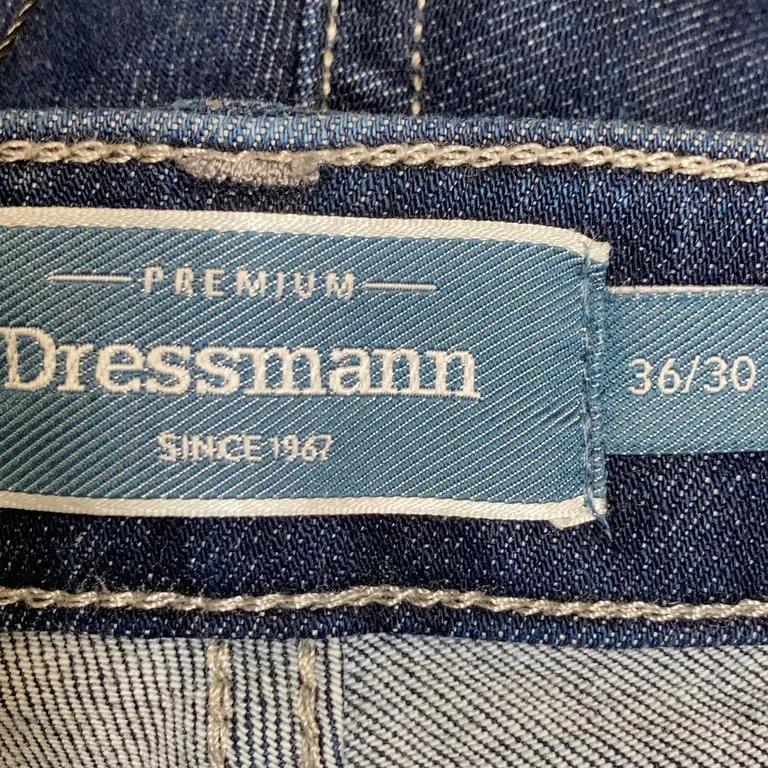 PREMIUM
Dressmann
SINCE 1967
36/30